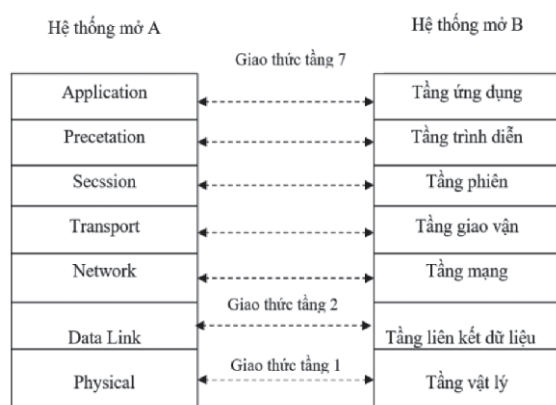 Hệ thống mở A
Hệ thống mở B
Giao thức tầng 7
Application
Tầng ứng dụng
Precetation
Tầng trình diễn
Secssion
Tầng phiên
Transport
Tầng giao vận
Network
Tầng mạng
Giao thức tầng 2
Data Link
Tầng liên kết dữ liệu
Giao thức tầng 1
Physical
Tầng vật lý